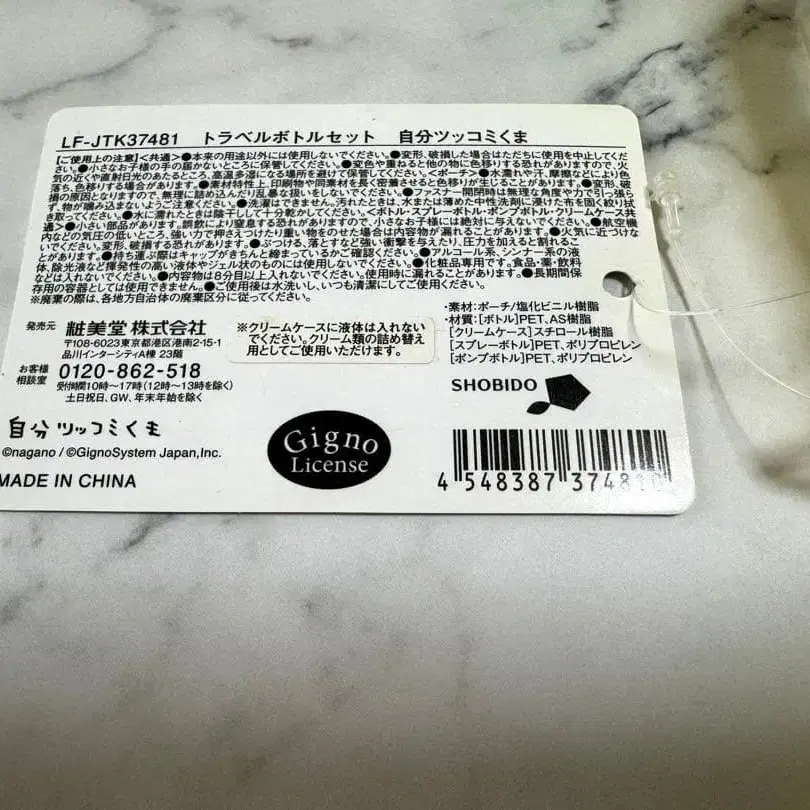 LF-JTK37481 トラベルボトルセット 自分ツッコミくま
【ご使用上の注意】<共通>●本来の用途以外には使用しないでください。●変形、破損した場合はただちに使用を中止してください。●小さなお子様の手の届かないところに保管してください。●変色や重ねると他の物に色移りする恐れがありますので、火
気の近くや直射日光のあたるところ、高温多湿になる場所を避けて保管してください。<ポーチ>●水濡れや汗、摩擦などにより色
落ち、色移りする場合があります。●素材特性上、印刷物や同素材を長く密着させると色移りが生じることがあります。●変形、破
損の原因となりますので、無理に詰め込んだり乱暴な扱いをしないでください。●ファスナー開閉時は無理な角度や力で引っ張ら
ず、物が噛み込まないようご注意ください。●洗濯はできません。汚れたときは、水または薄めた中性洗剤に浸けた布を固く絞り拭
き取ってください。●水に濡れたときは陰干しして十分乾かしてください。<ボトル・スプレーボトル・ポンプボトル・クリームケース共
通>●小さい部品があります。誤飲により窒息する恐れがありますので、小さなお子様には絶対に与えないでください。●航空機
内などの気圧の低いところ、強い力で押さえつけたり重い物をのせた場合は内容物が漏れることがあります。●火気に近づけな
いでください。変形、破損する恐れがあります。●ぶつける、落とすなど強い衝撃を与えたり、圧力を加えると割れるこ
とがあります。●持ち運ぶ際はキャップがきちんと締まっているかご確認ください。●アルコール系、シンナー系の液
体、除光液など揮発性の高い液体やジェル状のものには使用しないでください。●化粧品専用です。食品・薬・飲料
などは入れないでください。●内容物は8分目以上入れないでください。使用時に漏れることがあります。●長期間保
存用の容器としては使用できません。●ご使用後は水洗いし、いつも清潔にしてご使用ください。
※廃棄の際は、各地方自治体の廃棄区分に従ってください。
・素材：ポーチ/塩化ビニル樹脂
・材質：[ボトル]PET、AS樹脂
[クリームケース]スチロール樹脂
[スプレーボトル]PET、ポリプロピレン
[ポンプボトル]PET、ポリプロピレン
発売元 粧美堂 株式会社
〒108-6023東京都港区港南2-15-1
品川インターシティA棟 23階
お客様相談室 0120-862-518
受付時間10時〜17時（12時〜13時を除く）
土日祝日、GW、年末年始を除く
※クリームケースに液体は入れない
でください。クリーム類の詰め替え
用としてご使用いただけます。
SHOBIDO
自分ツッコミくま
©nagano / ©GignoSystem Japan,Inc.
MADE IN CHINA
Gigno
License
4 548387 374810